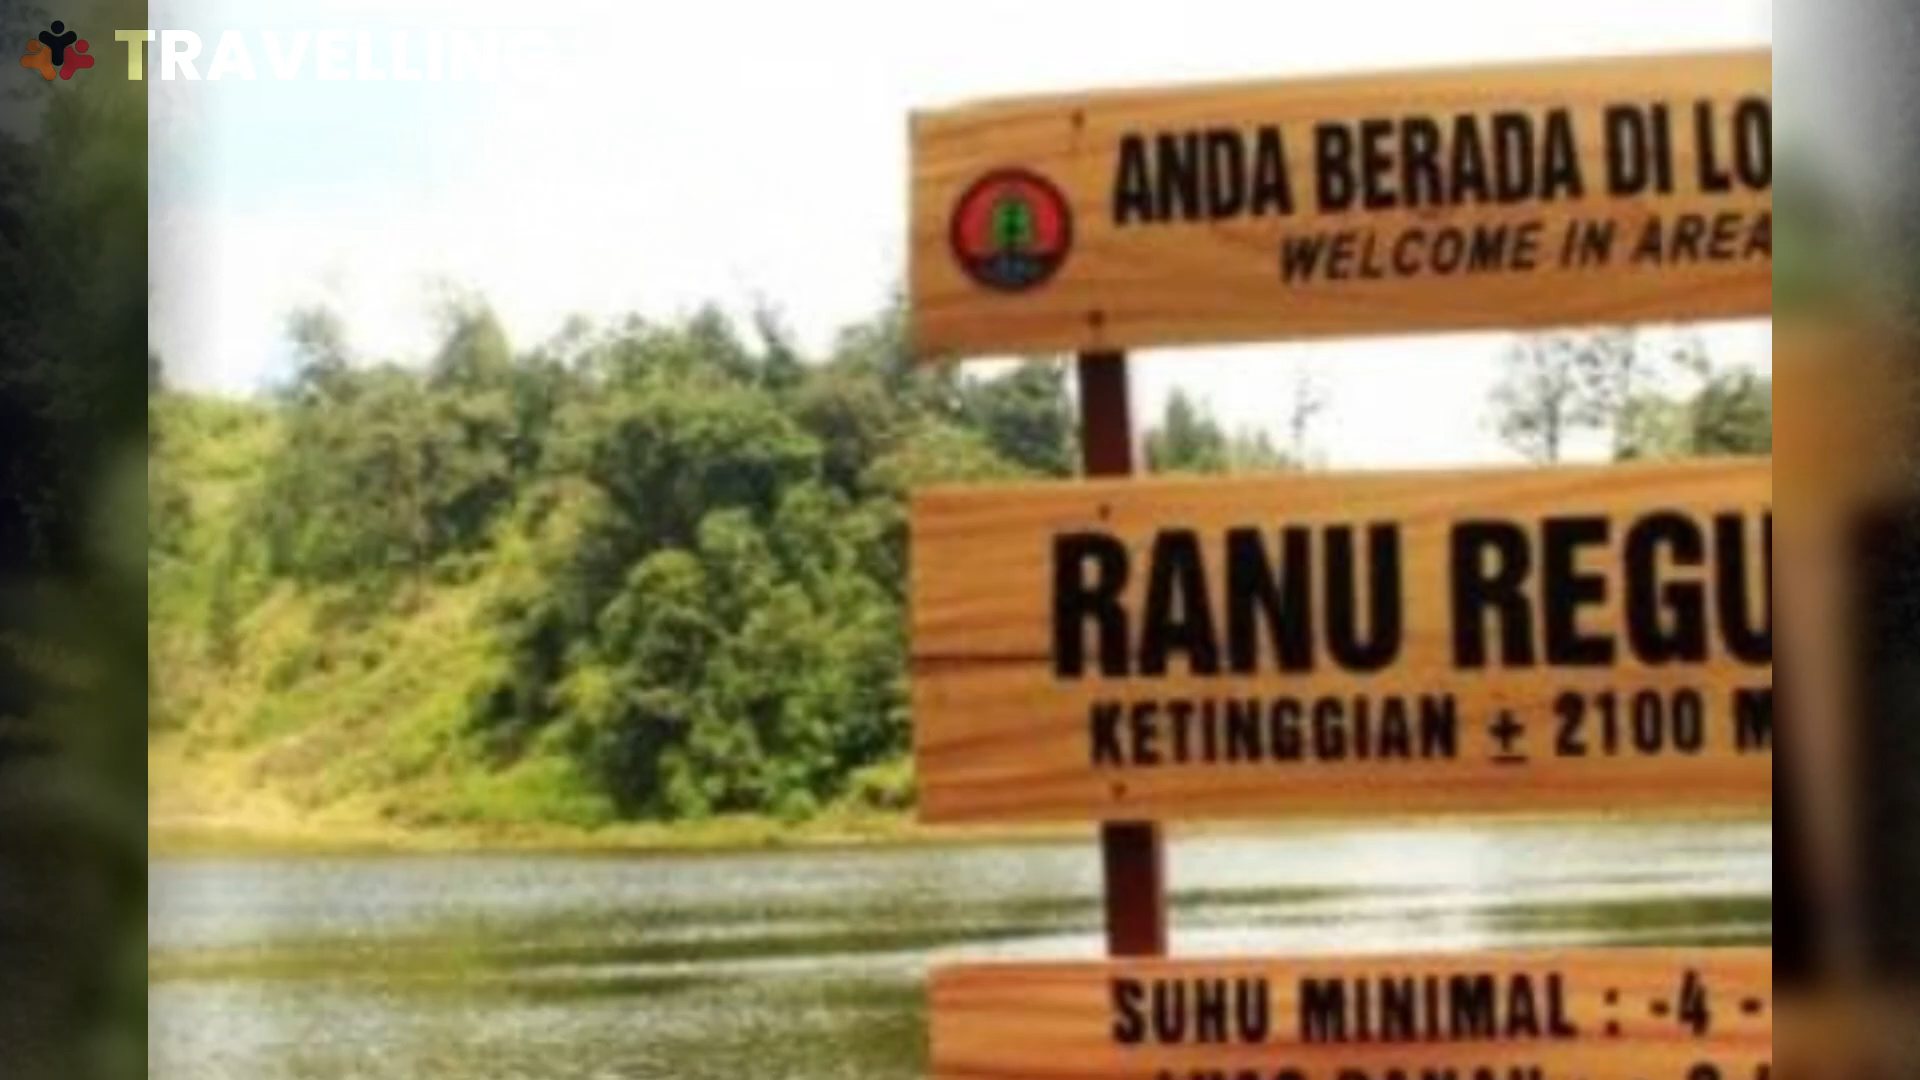 TRAVELLING
ANDA BERADA DI LO
WELCOME IN AREA
RANU REGU
KETINGGIAN ± 2100 M
SUHU MINIMAL : -4 -